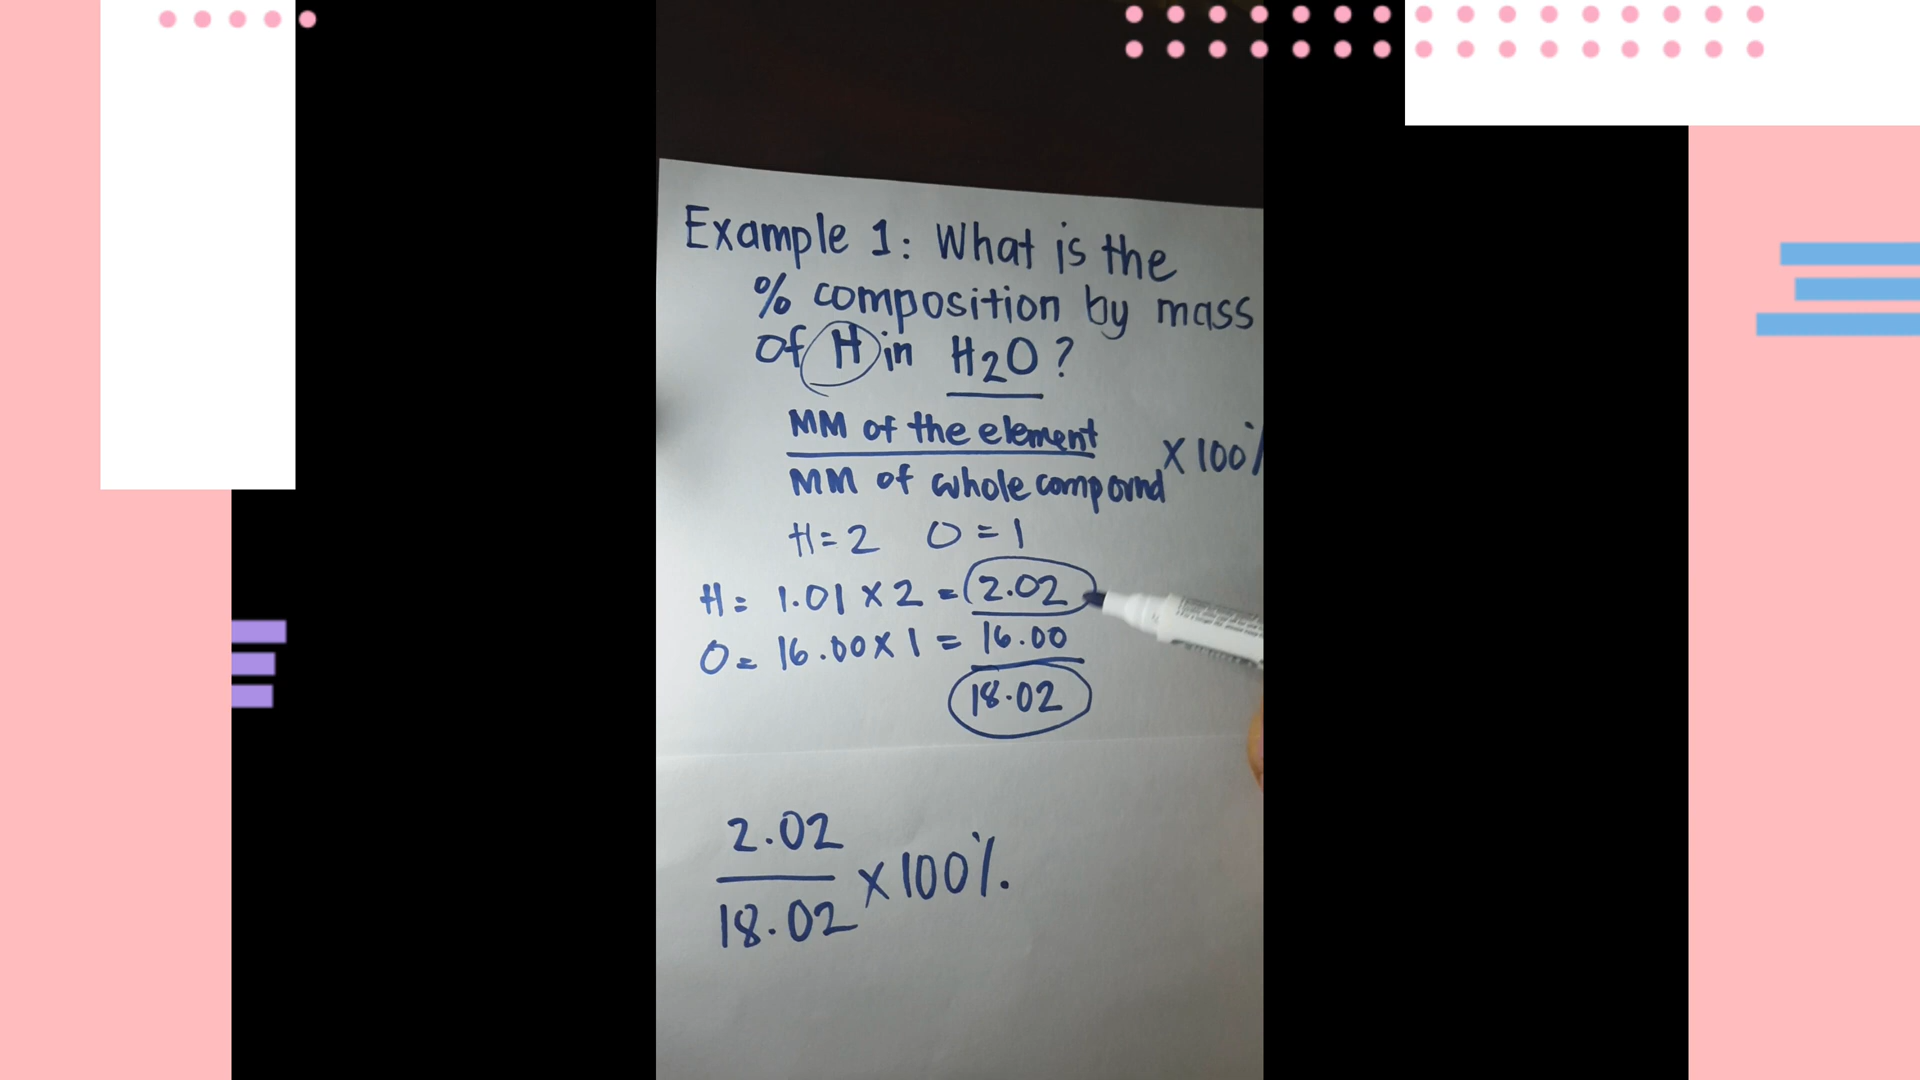 Example 1: What is the
% composition by mass
of H in H2O?
MM of the element
MM of whole compound
X 100%
H = 2 O = 1
H = 1.01 X 2 = 2.02
O = 16.00 X 1 = 16.00
18.02
2.02
18.02
X 100%